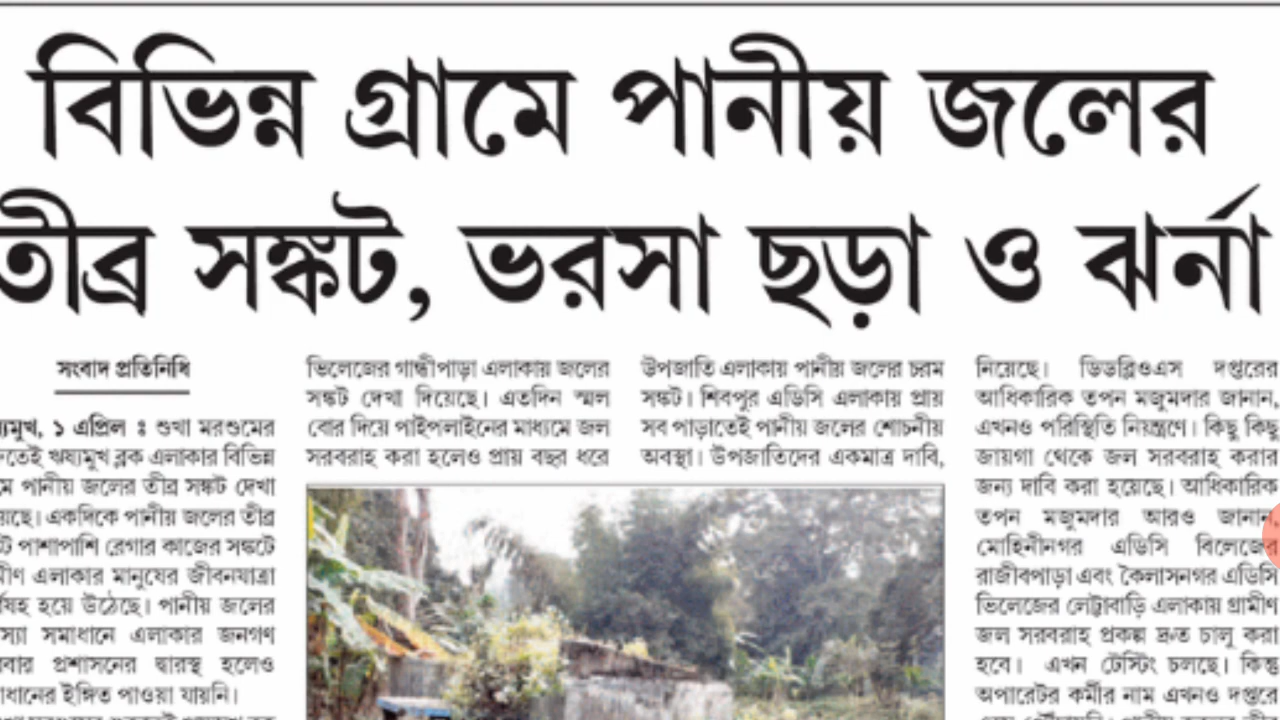 বিভিন্ন গ্রামে পানীয় জলের
তীব্র সঙ্কট, ভরসা ছড়া ও ঝর্না
সংবাদ প্রতিনিধি
১ এপ্রিল ঃ শুখা মরশুমের
ঋষ্যমুখ ব্লক এলাকার বিভিন্ন
পানীয় জলের তীব্র সঙ্কট দেখা
একদিকে পানীয় জলের তীব্র
পাশাপাশি রেগার কাজের সঙ্কটে
এলাকার মানুষের জীবনযাত্রা
হয়ে উঠেছে। পানীয় জলের
সমাধানে এলাকার জনগণ
প্রশাসনের দ্বারস্থ হলেও
ইঙ্গিত পাওয়া যায়নি।
ভিলেজের গান্ধীপাড়া এলাকায় জলের
সঙ্কট দেখা দিয়েছে। এতদিন স্মল
বোর দিয়ে পাইপলাইনের মাধ্যমে জল
সরবরাহ করা হলেও প্রায় বছর ধরে
উপজাতি এলাকায় পানীয় জলের চরম
সঙ্কট। শিবপুর এডিসি এলাকায় প্রায়
সব পাড়াতেই পানীয় জলের শোচনীয়
অবস্থা। উপজাতিদের একমাত্র দাবি,
নিয়েছে। ডিডব্লিওএস দপ্তরের
আধিকারিক তপন মজুমদার জানান,
এখনও পরিস্থিতি নিয়ন্ত্রণে। কিছু কিছু
জায়গা থেকে জল সরবরাহ করার
জন্য দাবি করা হয়েছে। আধিকারিক
তপন মজুমদার আরও জানান
মোহিনীনগর এডিসি বিলেজের
রাজীবপাড়া এবং কৈলাসনগর এডিসি
ভিলেজের লেট্টাবাড়ি এলাকায় গ্রামীণ
জল সরবরাহ প্রকল্প দ্রুত চালু করা
হবে। এখন টেস্টিং চলছে। কিন্তু
অপারেটর কর্মীর নাম এখনও দপ্তরে